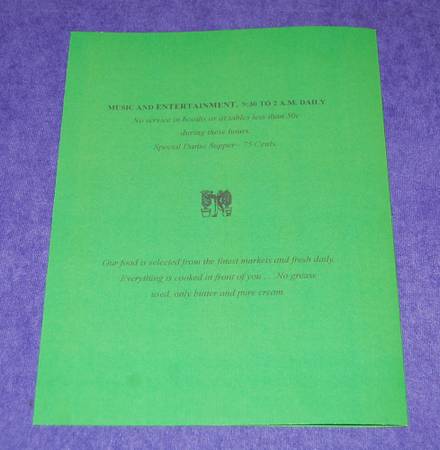 MUSIC AND ENTERTAINMENT, 9:30 TO 2 A.M. DAILY
No service in booths or at tables less than 50c
during these hours.
Special Dance Supper - 75 Cents.
Our food is selected from the finest markets and fresh daily.
Everything is cooked in front of you . . . No grease
used, only butter and pure cream.